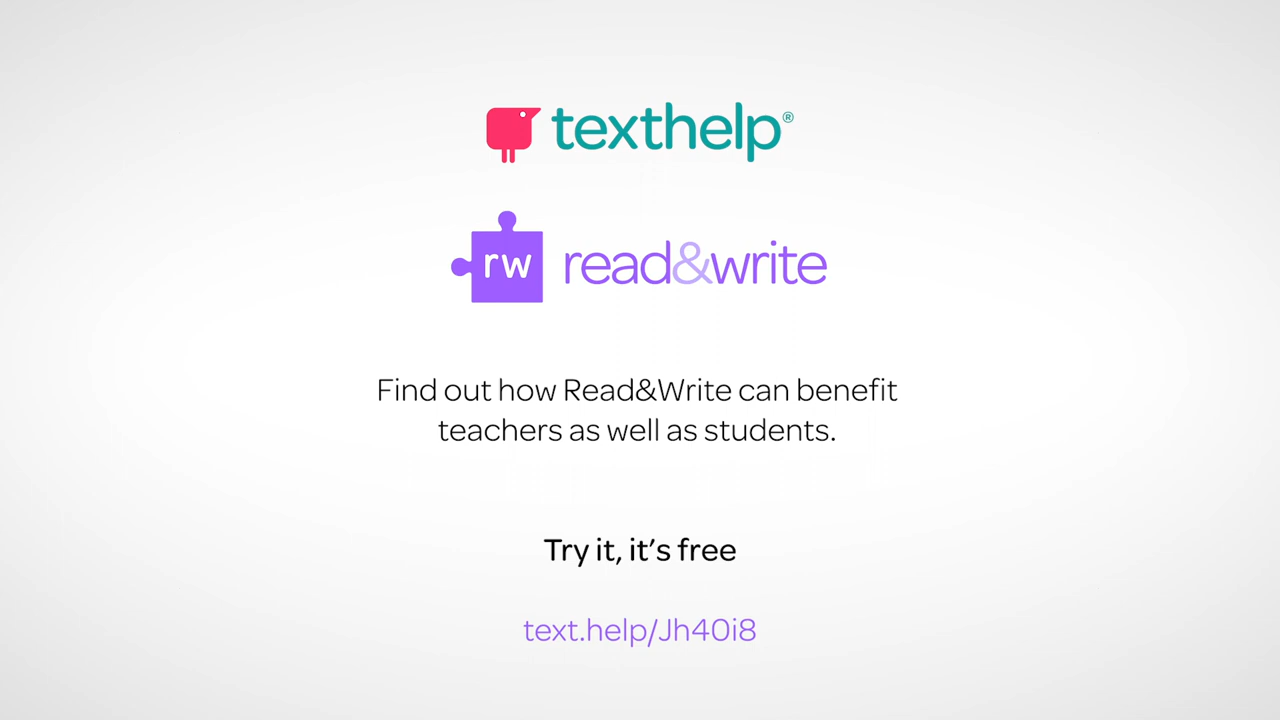 texthelp®
rw read&write
Find out how Read&Write can benefit
teachers as well as students.
Try it, it's free
text.help/Jh40i8